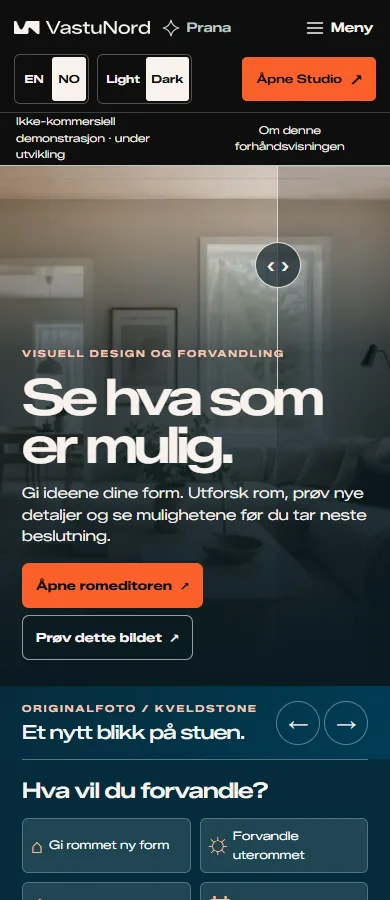 VastuNord Prana
Meny
EN NO
Light Dark
Åpne Studio ↗
Ikke-kommersiell
demonstrasjon · under
utvikling
Om denne
forhåndsvisningen
VISUELL DESIGN OG FORVANDLING
Se hva som
er mulig.
Gi ideene dine form. Utforsk rom, prøv nye
detaljer og se mulighetene før du tar neste
beslutning.
Åpne romeditoren ↗
Prøv dette bildet ↗
ORIGINALFOTO / KVELDSTONE
Et nytt blikk på stuen.
Hva vil du forvandle?
Gi rommet ny form
Forvandle
uterommet